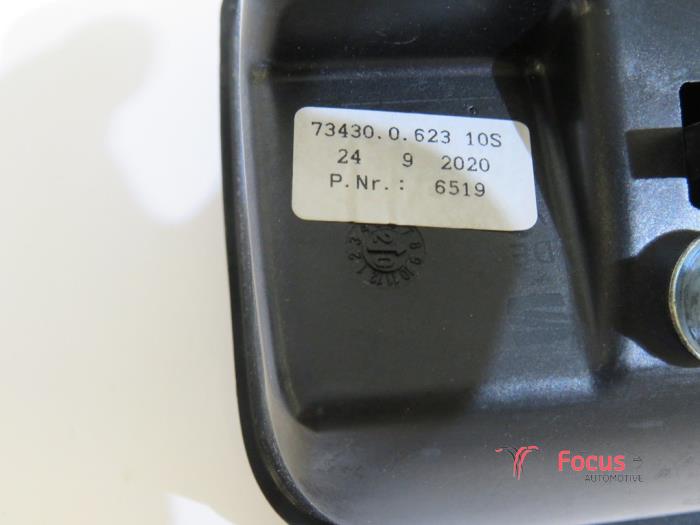 73430.0.623 10S
24 9 2020
P.Nr.: 6519
Focus
AUTOMOTIVE